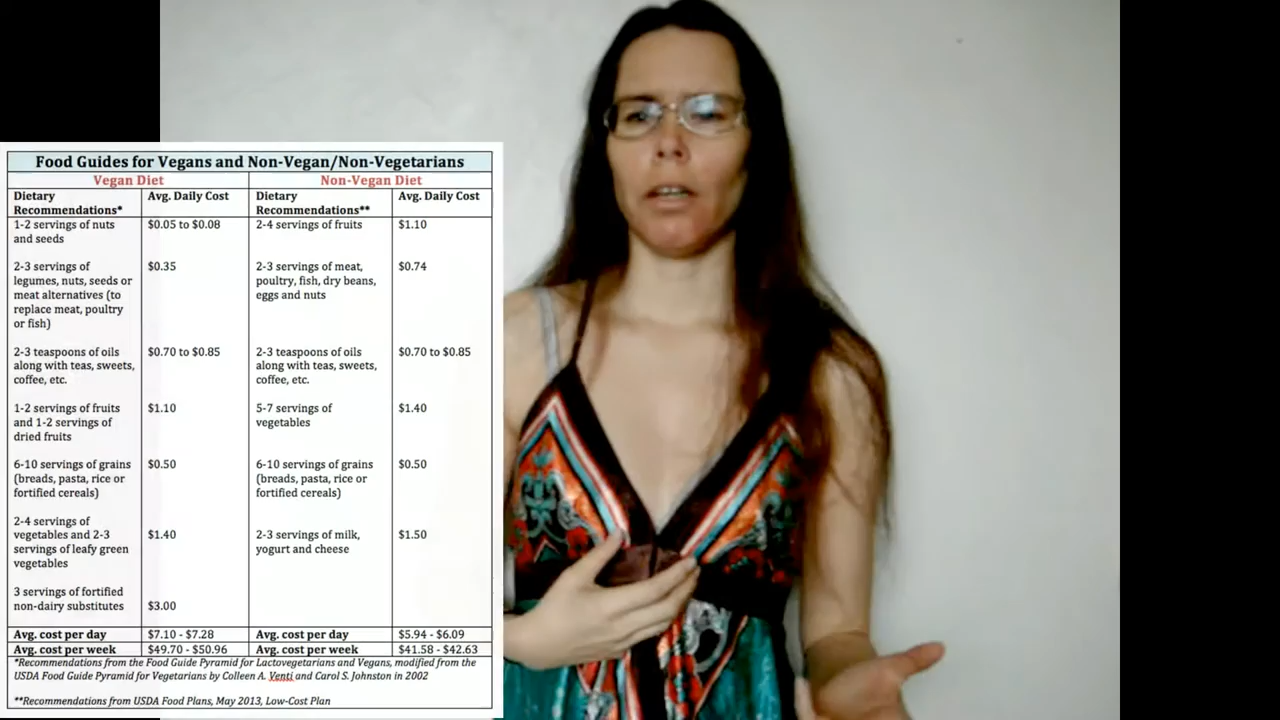 Food Guides for Vegans and Non-Vegan/Non-Vegetarians
Vegan Diet
Non-Vegan Diet
Dietary
Recommendations*
Avg. Daily Cost
Dietary
Recommendations**
Avg. Daily Cost
1-2 servings of nuts
and seeds
$0.05 to $0.08
2-4 servings of fruits
$1.10
2-3 servings of
legumes, nuts, seeds or
meat alternatives (to
replace meat, poultry
or fish)
$0.35
2-3 servings of meat,
poultry, fish, dry beans,
eggs and nuts
$0.74
2-3 teaspoons of oils
along with teas, sweets,
coffee, etc.
$0.70 to $0.85
2-3 teaspoons of oils
along with teas, sweets,
coffee, etc.
$0.70 to $0.85
1-2 servings of fruits
and 1-2 servings of
dried fruits
$1.10
5-7 servings of
vegetables
$1.40
6-10 servings of grains
(breads, pasta, rice or
fortified cereals)
$0.50
6-10 servings of grains
(breads, pasta, rice or
fortified cereals)
$0.50
2-4 servings of
vegetables and 2-3
servings of leafy green
vegetables
$1.40
2-3 servings of milk,
yogurt and cheese
$1.50
3 servings of fortified
non-dairy substitutes
$3.00
Avg. cost per day
$7.10 - $7.28
Avg. cost per day
$5.94 - $6.09
Avg. cost per week
$49.70 - $50.96
Avg. cost per week
$41.58 - $42.63
*Recommendations from the Food Guide Pyramid for Lactovegetarians and Vegans, modified from the
USDA Food Guide Pyramid for Vegetarians by Colleen A. Venti and Carol S. Johnston in 2002
**Recommendations from USDA Food Plans, May 2013, Low-Cost Plan